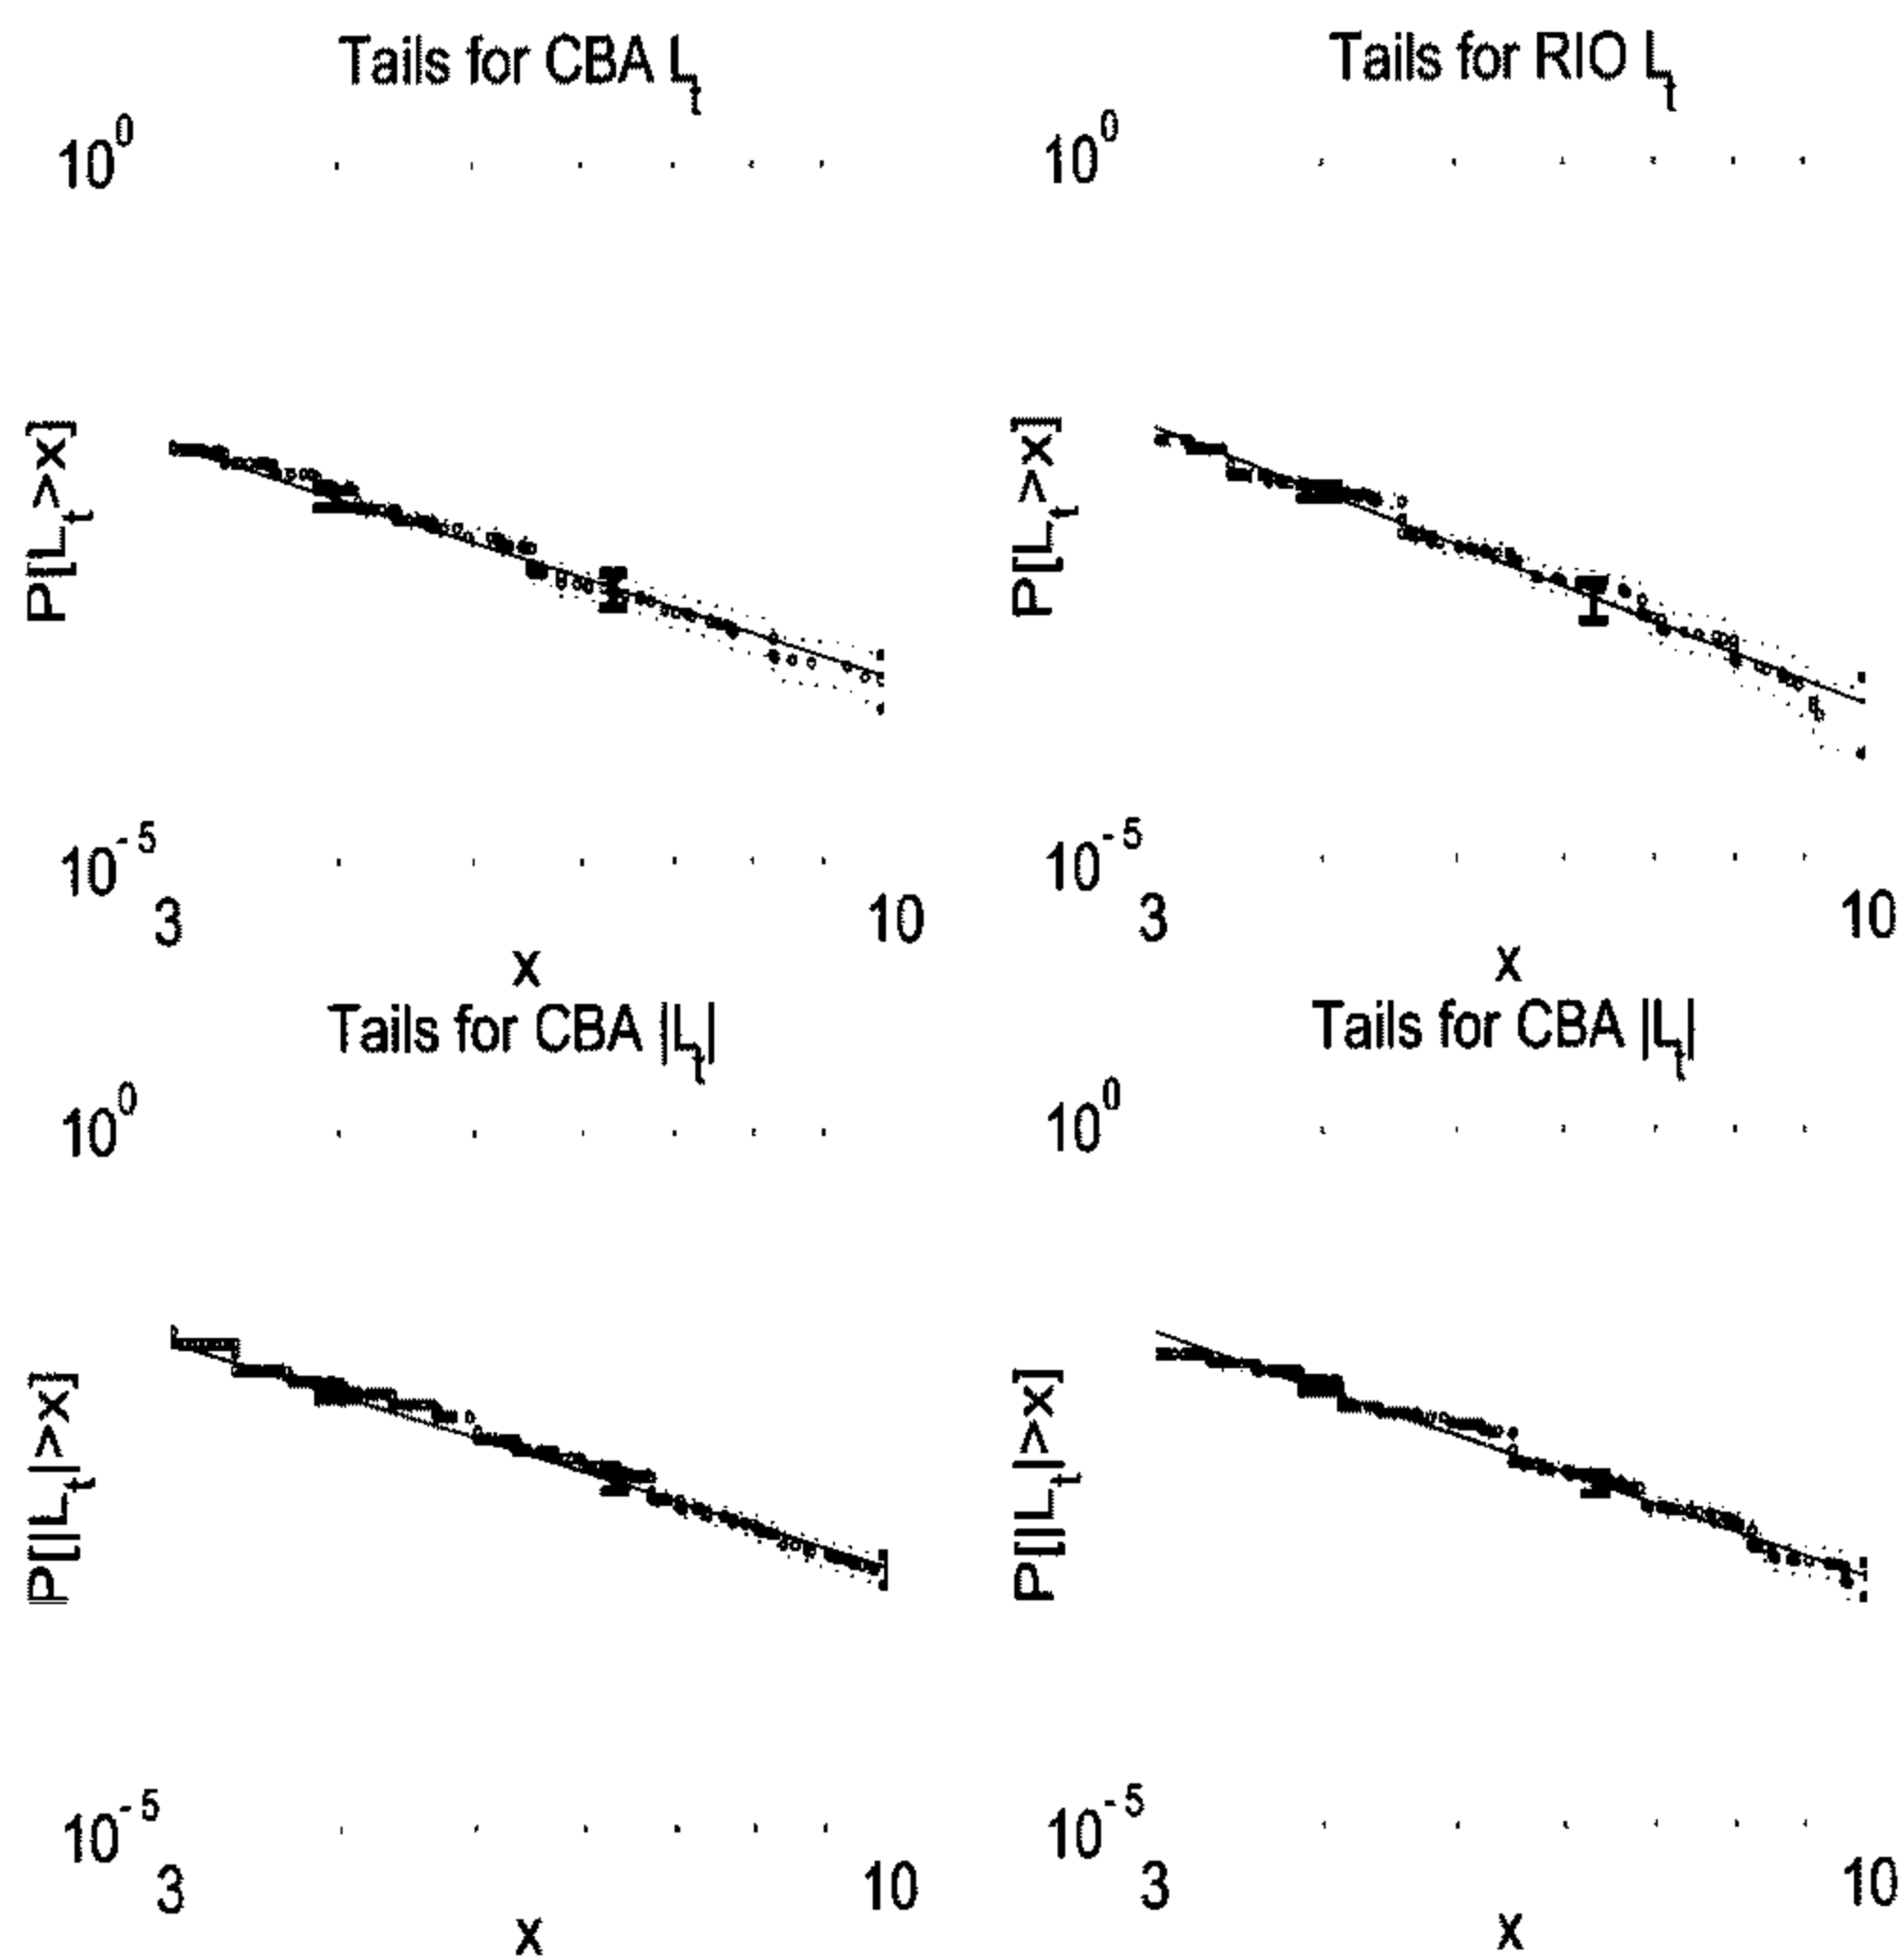 Tails for CBA L_t
10^0
P[L_t>x]
10^-5
3
10
x
Tails for RIO L_t
10^0
P[L_t>x]
10^-5
3
10
x
Tails for CBA |L_t|
10^0
P[|L_t|>x]
10^-5
3
10
x
Tails for CBA |L_t|
10^0
P[|L_t|>x]
10^-5
3
10
x